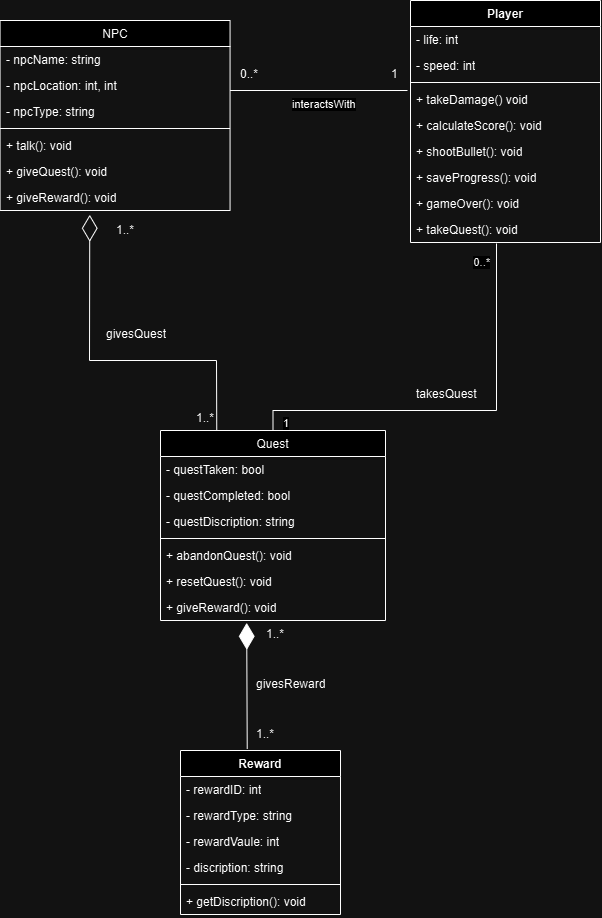 NPC
- npcName: string
- npcLocation: int, int
- npcType: string
+ talk(): void
+ giveQuest(): void
+ giveReward(): void
Player
- life: int
- speed: int
+ takeDamage() void
+ calculateScore(): void
+ shootBullet(): void
+ saveProgress(): void
+ gameOver(): void
+ takeQuest(): void
0..*
1
interactsWith
1..*
givesQuest
1..*
0..*
takesQuest
1
Quest
- questTaken: bool
- questCompleted: bool
- questDiscription: string
+ abandonQuest(): void
+ resetQuest(): void
+ giveReward(): void
1..*
givesReward
1..*
Reward
- rewardID: int
- rewardType: string
- rewardVaule: int
- discription: string
+ getDiscription(): void